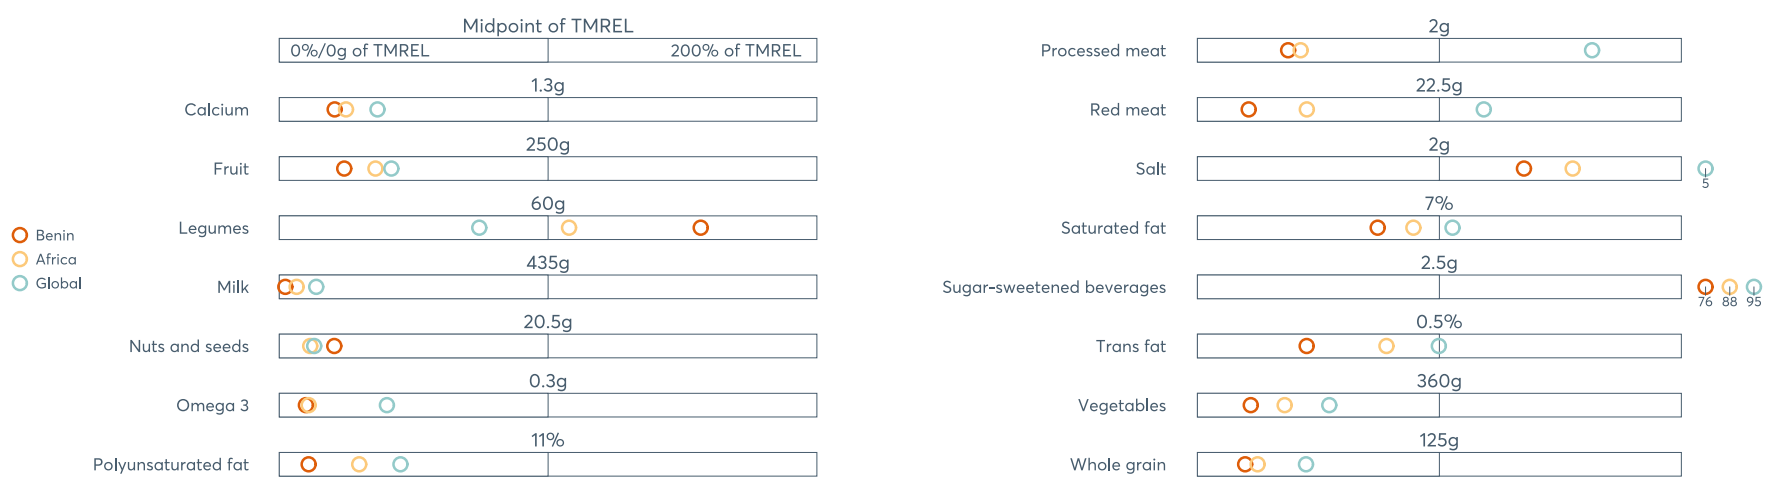 Midpoint of TMREL
0%/0g of TMREL 200% of TMREL
1.3g
Calcium
250g
Fruit
60g
Legumes
435g
Milk
20.5g
Nuts and seeds
0.3g
Omega 3
11%
Polyunsaturated fat
Benin
Africa
Global
2g
Processed meat
22.5g
Red meat
2g
Salt
5
7%
Saturated fat
2.5g
Sugar-sweetened beverages
76 88 95
0.5%
Trans fat
360g
Vegetables
125g
Whole grain